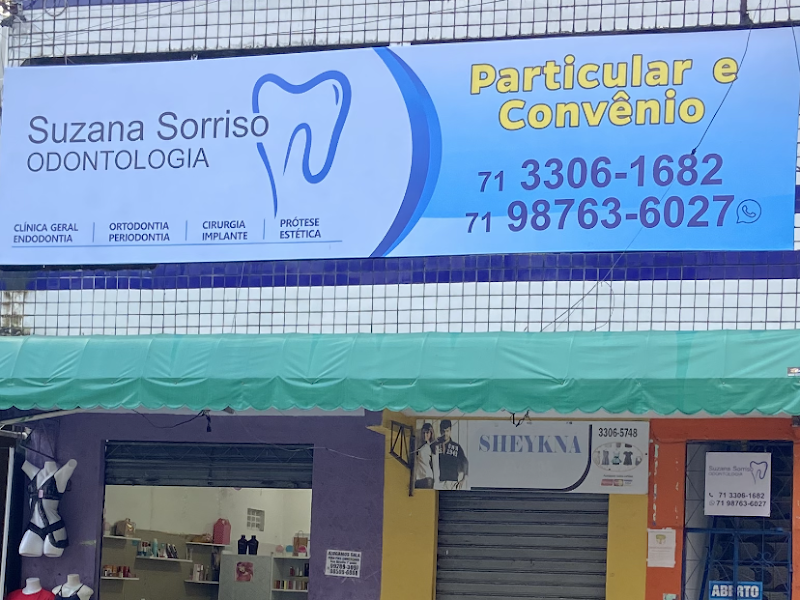 Suzana Sorriso
ODONTOLOGIA
CLÍNICA GERAL
ENDODONTIA
ORTODONTIA
PERIODONTIA
CIRURGIA
IMPLANTE
PRÓTESE
ESTÉTICA
Particular e
Convênio
71 3306-1682
71 98763-6027
SHEYKNA
3306-5748
Suzana Sorriso
ODONTOLOGIA
71 3306-1682
71 98763-6027
ABERTO